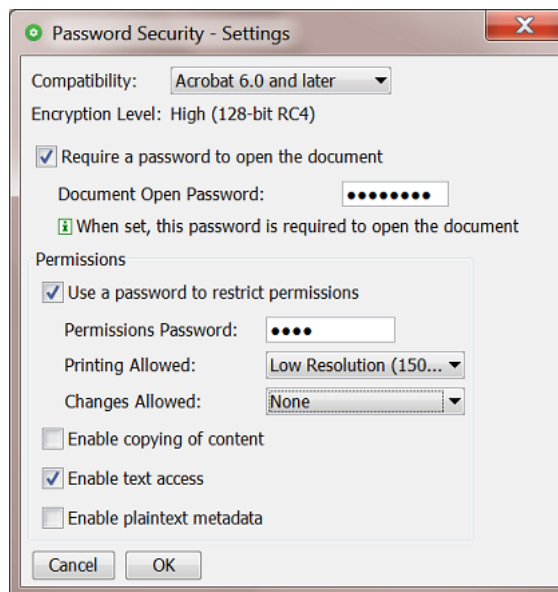 Password Security - Settings
Compatibility: Acrobat 6.0 and later
Encryption Level: High (128-bit RC4)
Require a password to open the document
Document Open Password: ●●●●●●●●
When set, this password is required to open the document
Permissions
Use a password to restrict permissions
Permissions Password: ●●●●
Printing Allowed: Low Resolution (150...
Changes Allowed: None
Enable copying of content
Enable text access
Enable plaintext metadata
Cancel OK